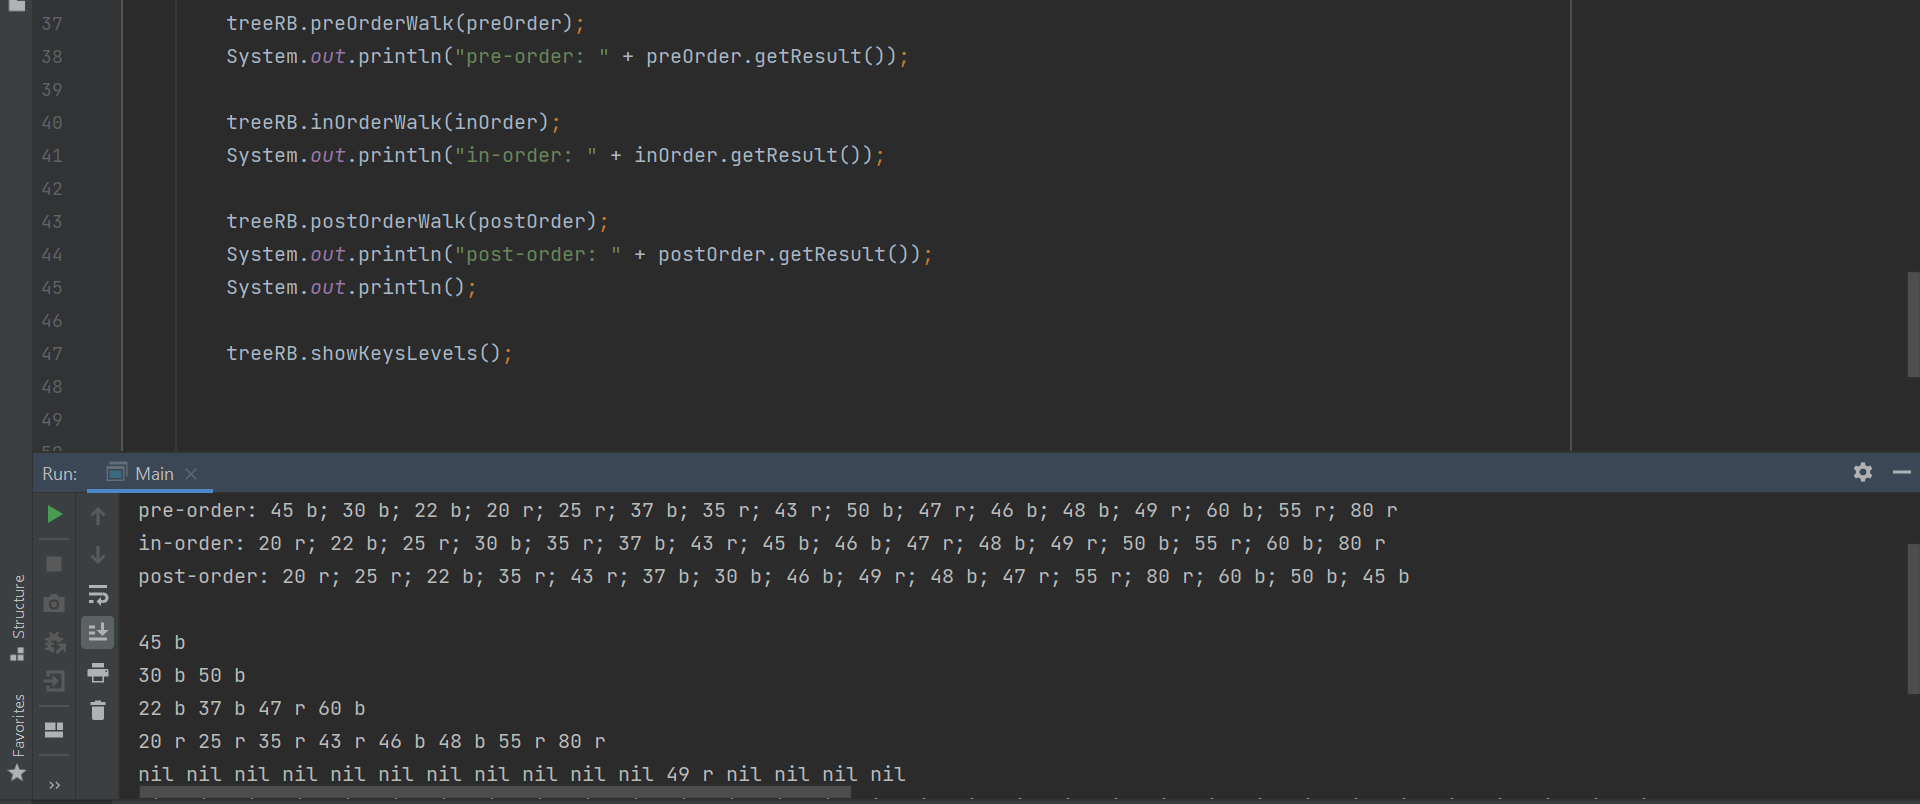 37 treeRB.preOrderWalk(preOrder);
38 System.out.println("pre-order: " + preOrder.getResult());
39
40 treeRB.inOrderWalk(inOrder);
41 System.out.println("in-order: " + inOrder.getResult());
42
43 treeRB.postOrderWalk(postOrder);
44 System.out.println("post-order: " + postOrder.getResult());
45 System.out.println();
46
47 treeRB.showKeysLevels();
48
49
Run: Main
pre-order: 45 b; 30 b; 22 b; 20 r; 25 r; 37 b; 35 r; 43 r; 50 b; 47 r; 46 b; 48 b; 49 r; 60 b; 55 r; 80 r
in-order: 20 r; 22 b; 25 r; 30 b; 35 r; 37 b; 43 r; 45 b; 46 b; 47 r; 48 b; 49 r; 50 b; 55 r; 60 b; 80 r
post-order: 20 r; 25 r; 22 b; 35 r; 43 r; 37 b; 30 b; 46 b; 49 r; 48 b; 47 r; 55 r; 80 r; 60 b; 50 b; 45 b
45 b
30 b 50 b
22 b 37 b 47 r 60 b
20 r 25 r 35 r 43 r 46 b 48 b 55 r 80 r
nil nil nil nil nil nil nil nil nil nil nil 49 r nil nil nil nil
Structure
Favorites